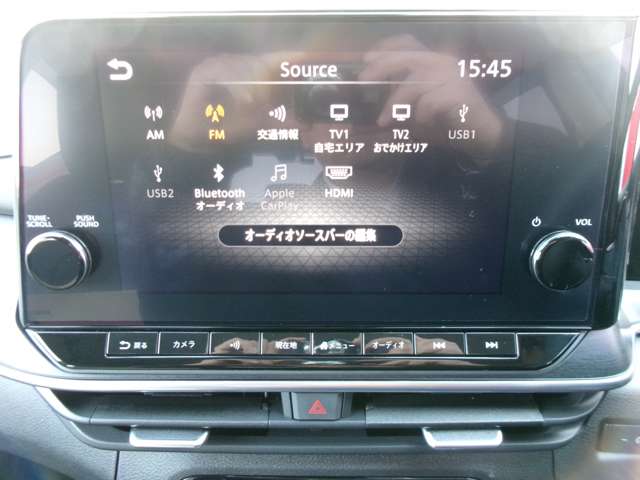 Source
15:45
AM
FM
交通情報
TV1
自宅エリア
TV2
おでかけエリア
USB1
USB2
Bluetooth
オーディオ
Apple
CarPlay
HDMI
TUNE-
SCROLL
PUSH
SOUND
VOL
オーディオソースバーの編集
戻る
カメラ
現在地
メニュー
オーディオ